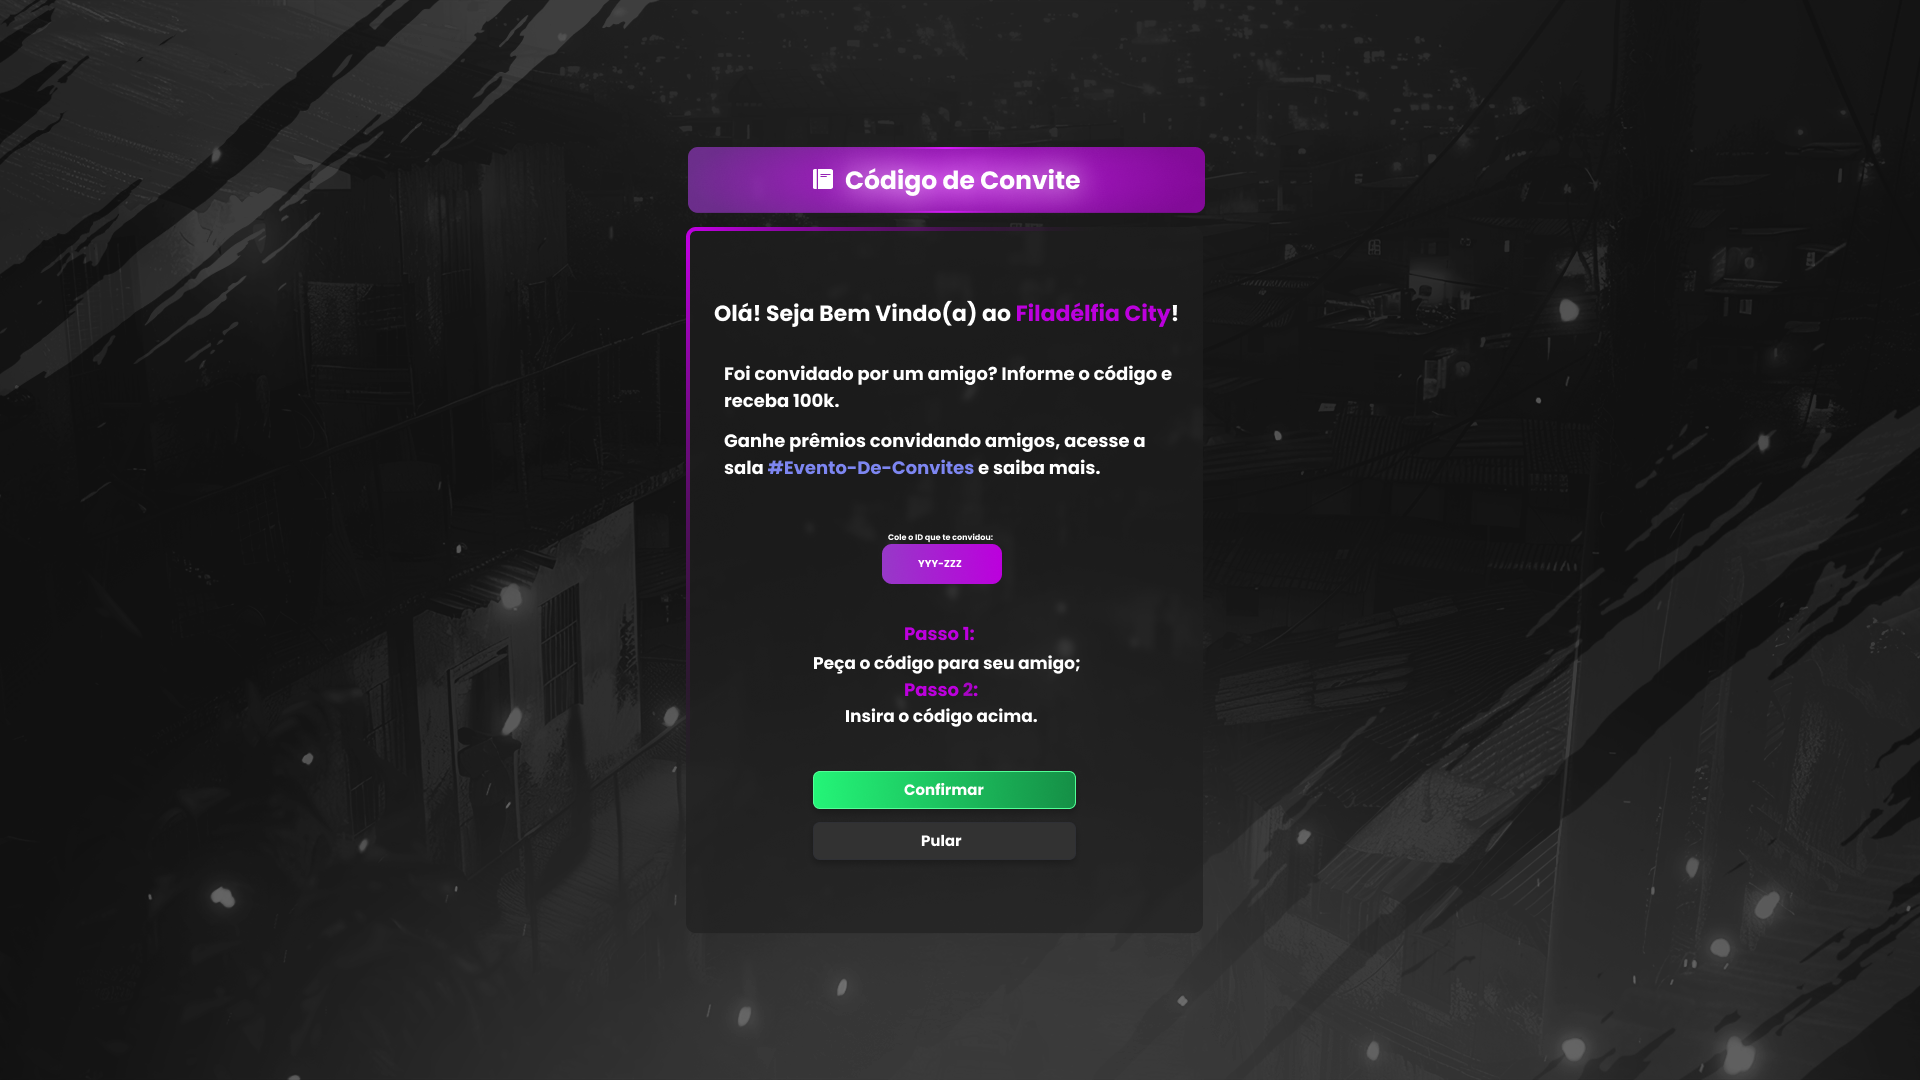 Código de Convite
Olá! Seja Bem Vindo(a) ao Filadélfia City!
Foi convidado por um amigo? Informe o código e
receba 100k.
Ganhe prêmios convidando amigos, acesse a
sala #Evento-De-Convites e saiba mais.
Cole o ID que te convidou:
YYY-ZZZ
Passo 1:
Peça o código para seu amigo;
Passo 2:
Insira o código acima.
Confirmar
Pular